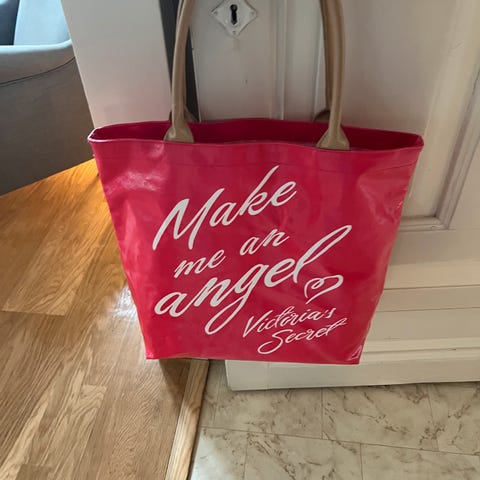 Make
me an
angel
Victoria's
Secret